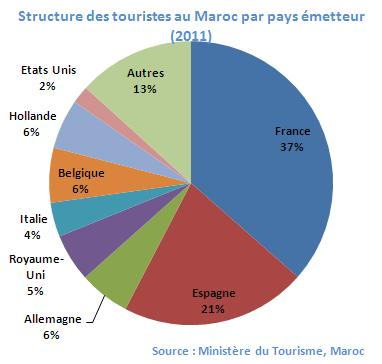 Structure des touristes au Maroc par pays émetteur
(2011)
Etats Unis
2%
Autres
13%
Hollande
6%
France
37%
Belgique
6%
Italie
4%
Royaume-
Uni
5%
Espagne
21%
Allemagne
6%
Source : Ministère du Tourisme, Maroc